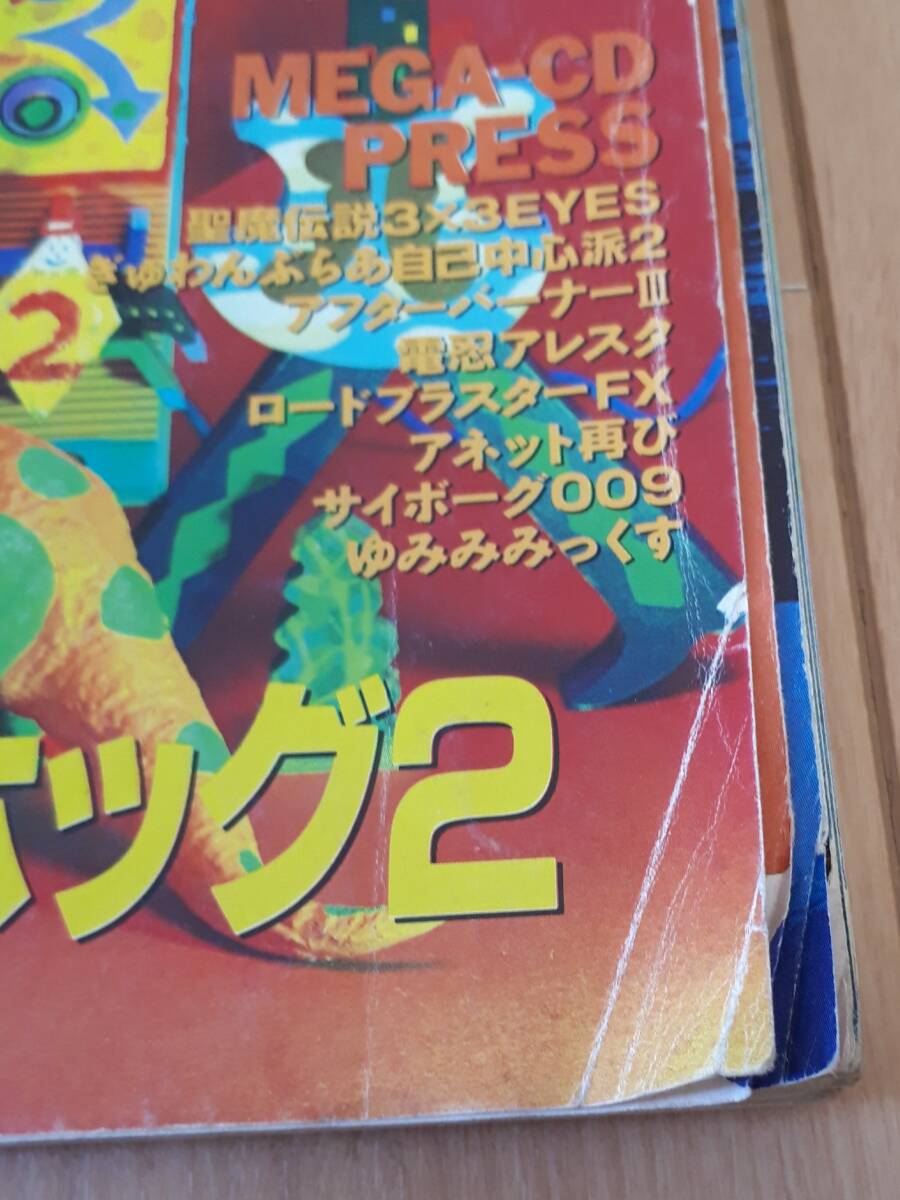 MEGA-CD
PRESS
聖魔伝説3×3EYES
ぎゅわんぶらあ自己中心派2
アフターバーナーIII
電忍アレスタ
ロードブラスターFX
アネット再び
サイボーグ009
ゆみみみっくす
2
ホッグ2